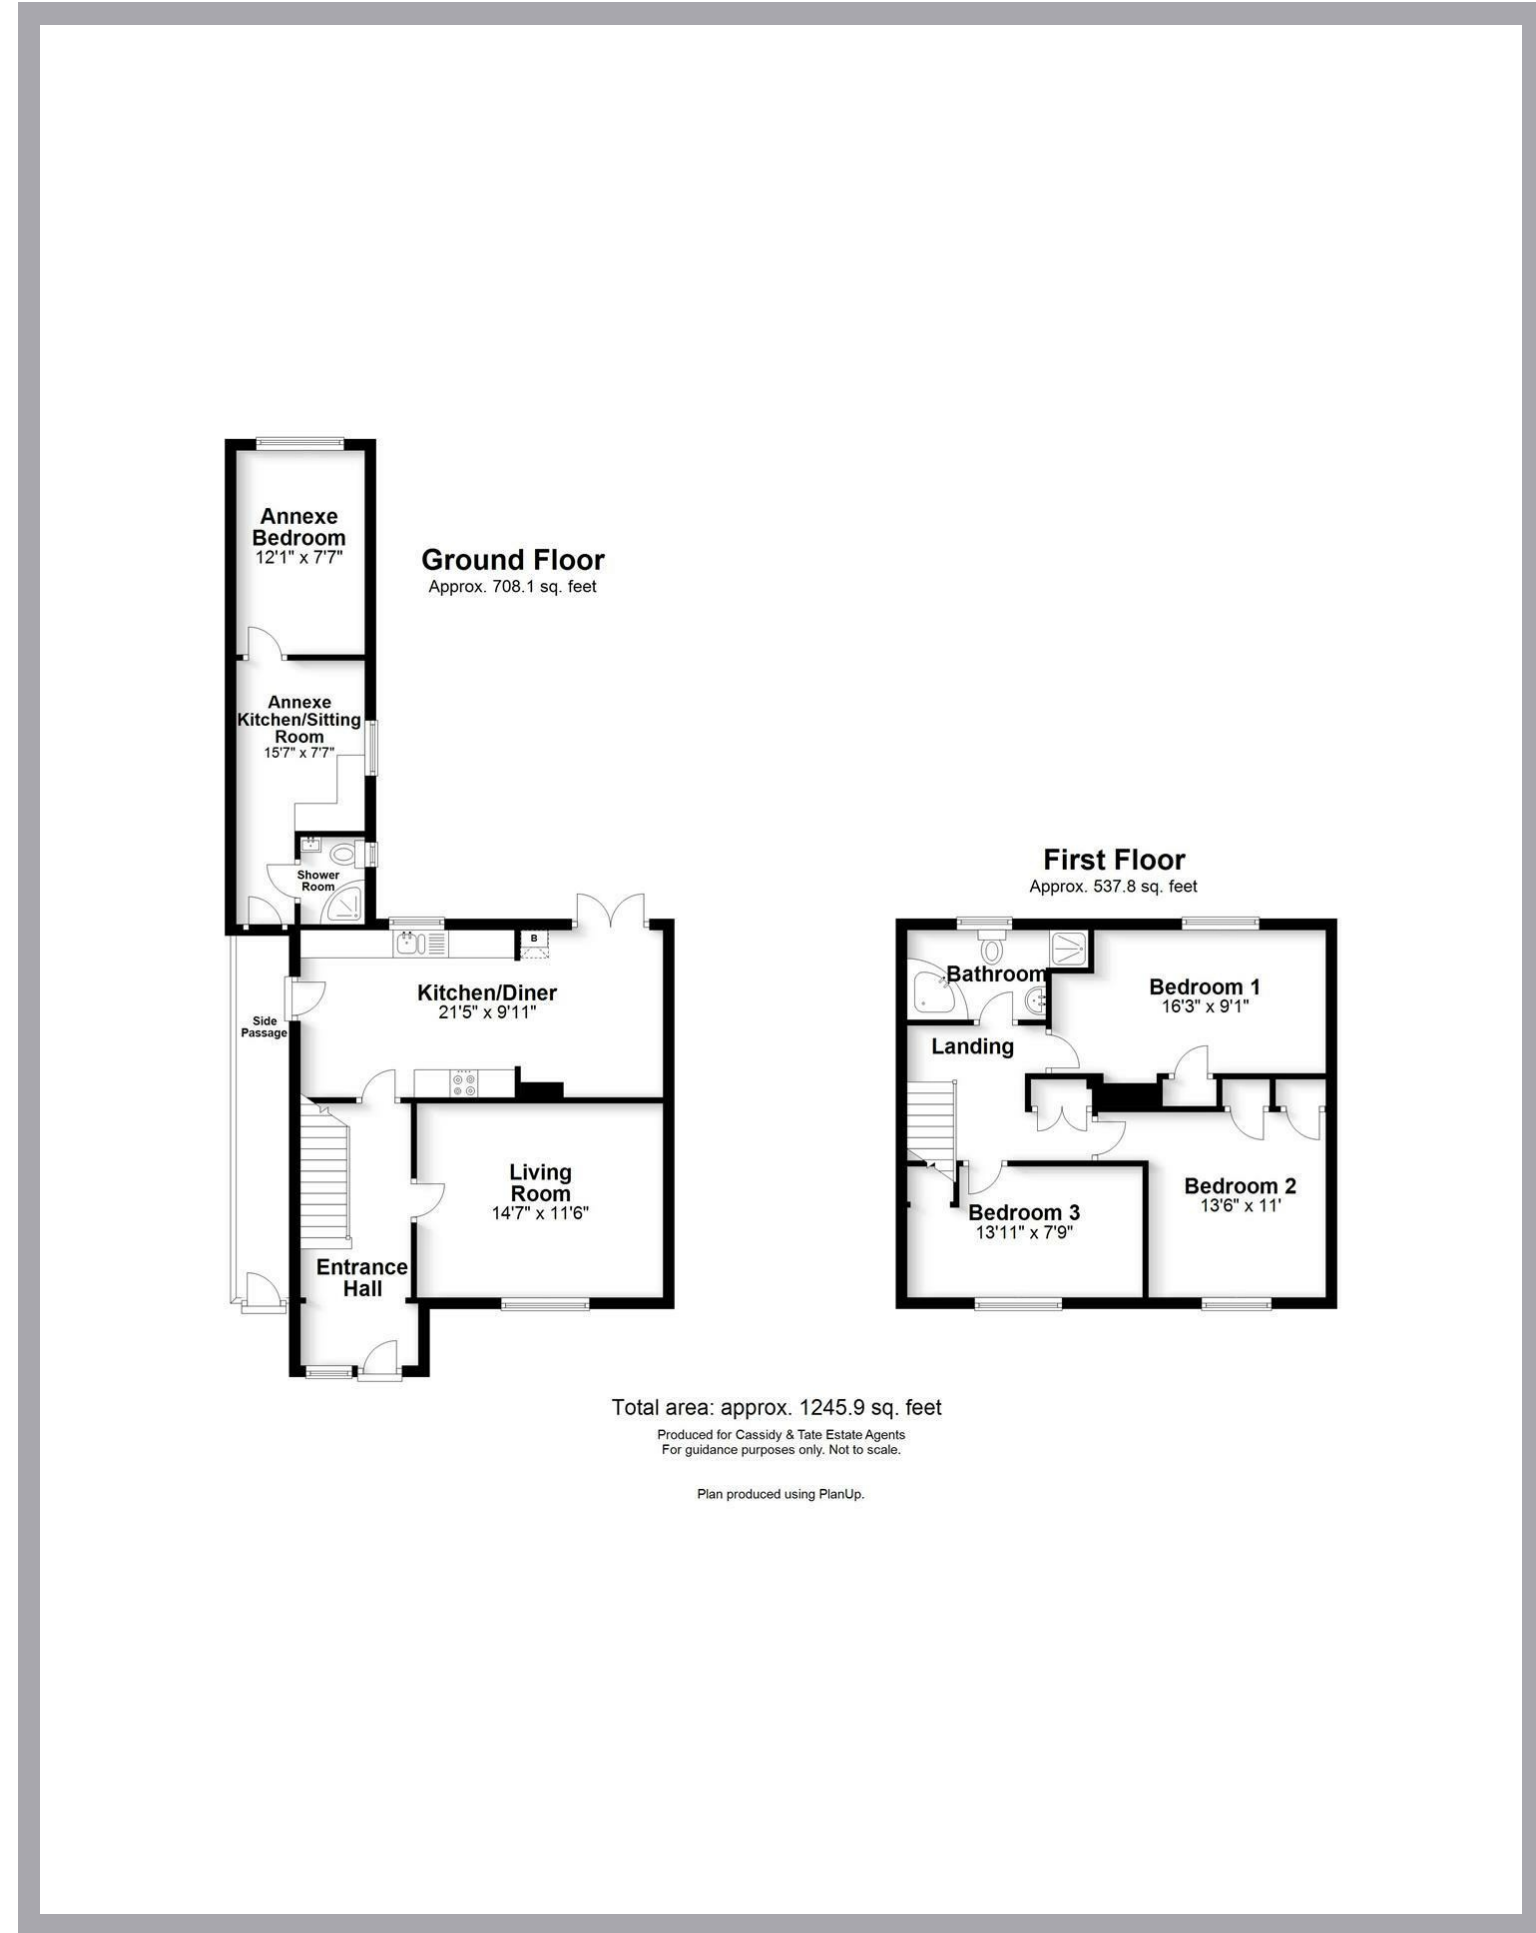 Annexe
Bedroom
12'1" x 7'7"
Ground Floor
Approx. 708.1 sq. feet
Annexe
Kitchen/Sitting
Room
15'7" x 7'7"
Shower
Room
B
Kitchen/Diner
21'5" x 9'11"
Side
Passage
Living
Room
14'7" x 11'6"
Entrance
Hall
First Floor
Approx. 537.8 sq. feet
Bathroom
Bedroom 1
16'3" x 9'1"
Landing
Bedroom 2
13'6" x 11'
Bedroom 3
13'11" x 7'9"
Total area: approx. 1245.9 sq. feet
Produced for Cassidy & Tate Estate Agents
For guidance purposes only. Not to scale.
Plan produced using PlanUp.